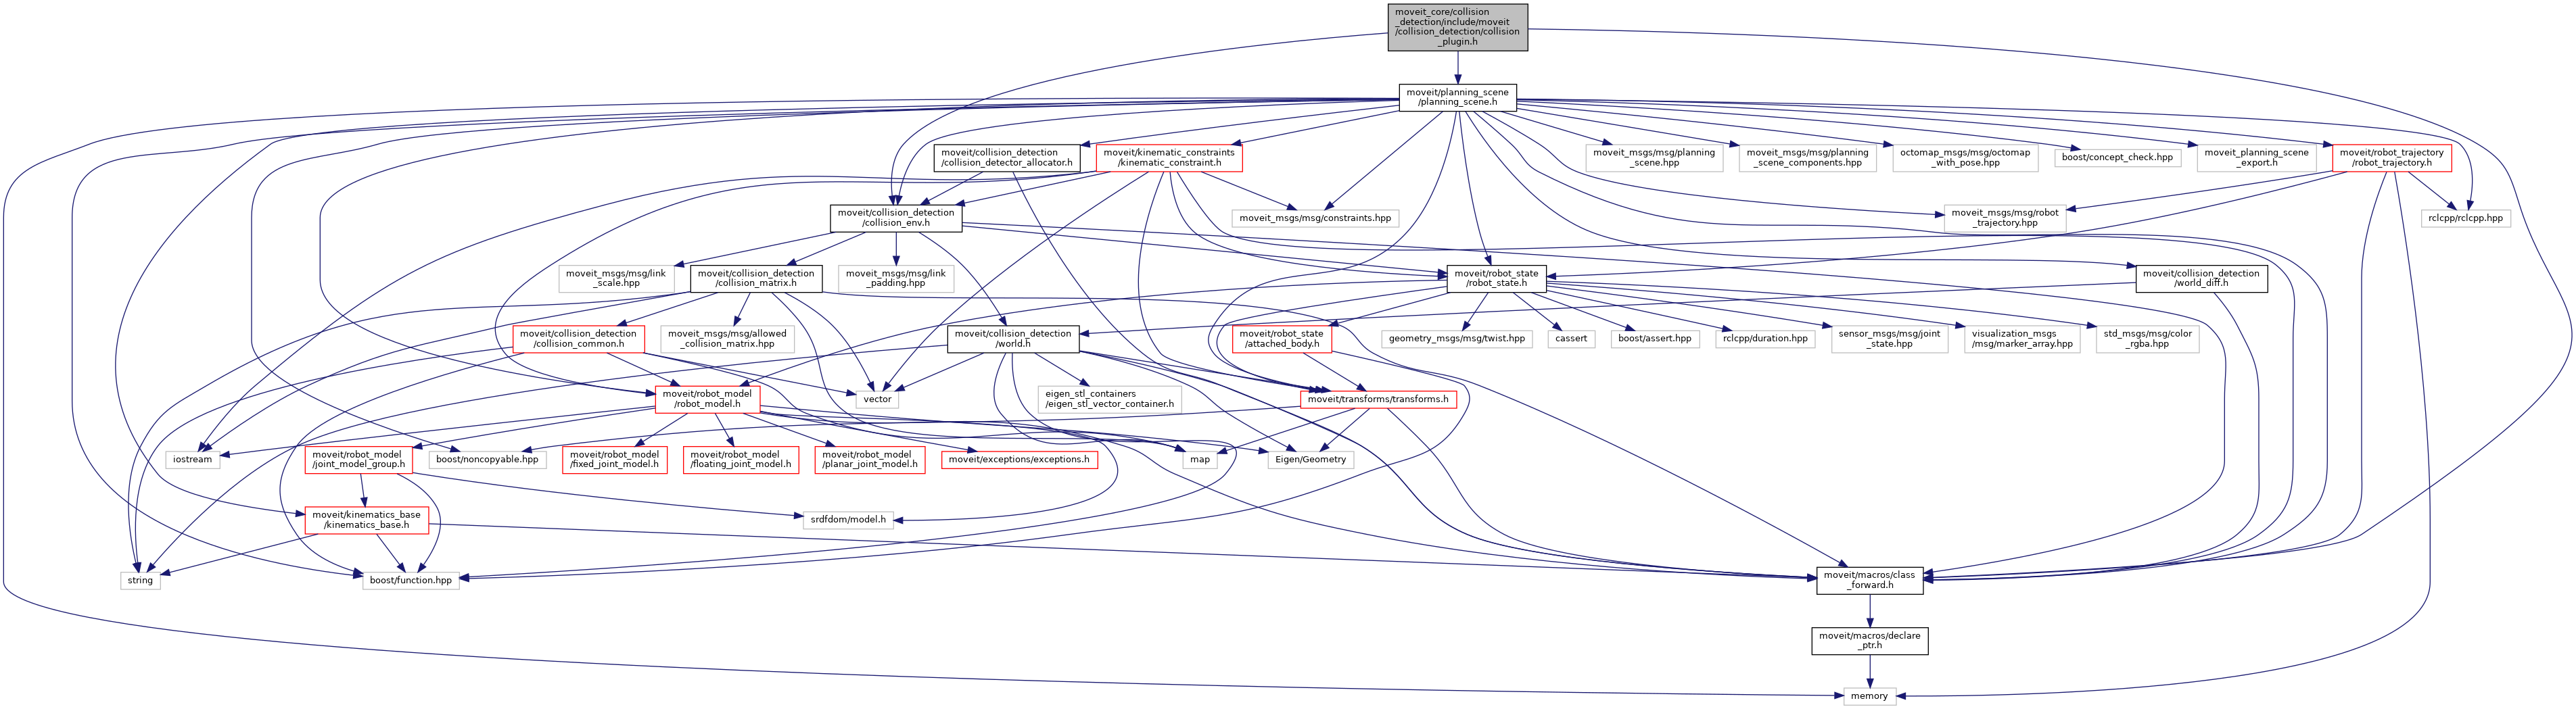 moveit_core/collision
_detection/include/moveit
/collision_detection/collision
_plugin.h
moveit/planning_scene
/planning_scene.h
moveit/collision_detection
/collision_detector_allocator.h
moveit/kinematic_constraints
/kinematic_constraint.h
moveit_msgs/msg/planning
_scene.hpp
moveit_msgs/msg/planning
_scene_components.hpp
octomap_msgs/msg/octomap
_with_pose.hpp
boost/concept_check.hpp
moveit_planning_scene
_export.h
moveit/robot_trajectory
/robot_trajectory.h
moveit/collision_detection
/collision_env.h
moveit_msgs/msg/constraints.hpp
moveit_msgs/msg/robot
_trajectory.hpp
rclcpp/rclcpp.hpp
moveit_msgs/msg/link
_scale.hpp
moveit/collision_detection
/collision_matrix.h
moveit_msgs/msg/link
_padding.hpp
moveit/robot_state
/robot_state.h
moveit/collision_detection
/world_diff.h
moveit/collision_detection
/collision_common.h
moveit_msgs/msg/allowed
_collision_matrix.hpp
moveit/collision_detection
/world.h
moveit/robot_state
/attached_body.h
geometry_msgs/msg/twist.hpp
cassert
boost/assert.hpp
rclcpp/duration.hpp
sensor_msgs/msg/joint
_state.hpp
visualization_msgs
/msg/marker_array.hpp
std_msgs/msg/color
_rgba.hpp
moveit/robot_model
/robot_model.h
vector
eigen_stl_containers
/eigen_stl_vector_container.h
moveit/transforms/transforms.h
iostream
moveit/robot_model
/joint_model_group.h
boost/noncopyable.hpp
moveit/robot_model
/fixed_joint_model.h
moveit/robot_model
/floating_joint_model.h
moveit/robot_model
/planar_joint_model.h
moveit/exceptions/exceptions.h
map
Eigen/Geometry
moveit/kinematics_base
/kinematics_base.h
srdfdom/model.h
string
boost/function.hpp
moveit/macros/class
_forward.h
moveit/macros/declare
_ptr.h
memory